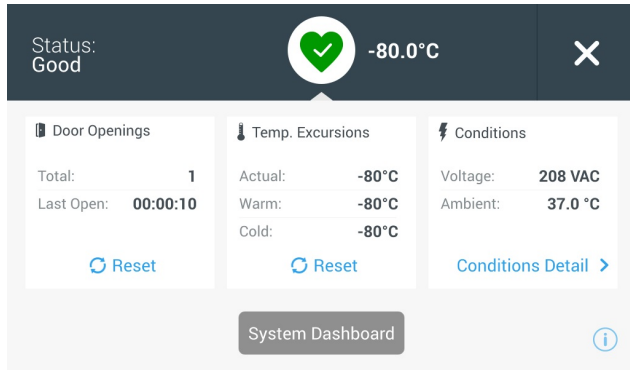 Status:
Good
-80.0°C
Door Openings
Total: 1
Last Open: 00:00:10
Reset
Temp. Excursions
Actual: -80°C
Warm: -80°C
Cold: -80°C
Reset
Conditions
Voltage: 208 VAC
Ambient: 37.0 °C
Conditions Detail >
System Dashboard
i